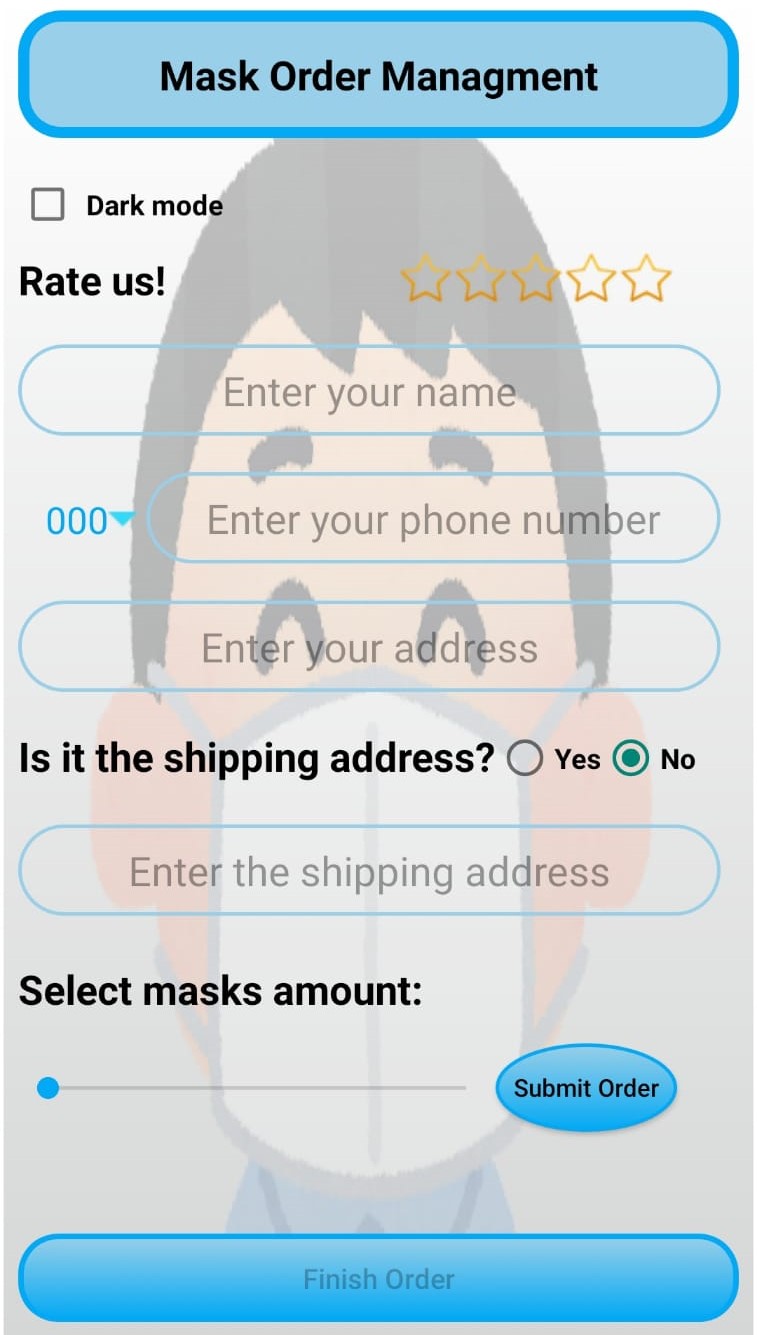 Mask Order Managment
Dark mode
Rate us!
Enter your name
000 Enter your phone number
Enter your address
Is it the shipping address? Yes No
Enter the shipping address
Select masks amount:
Submit Order
Finish Order